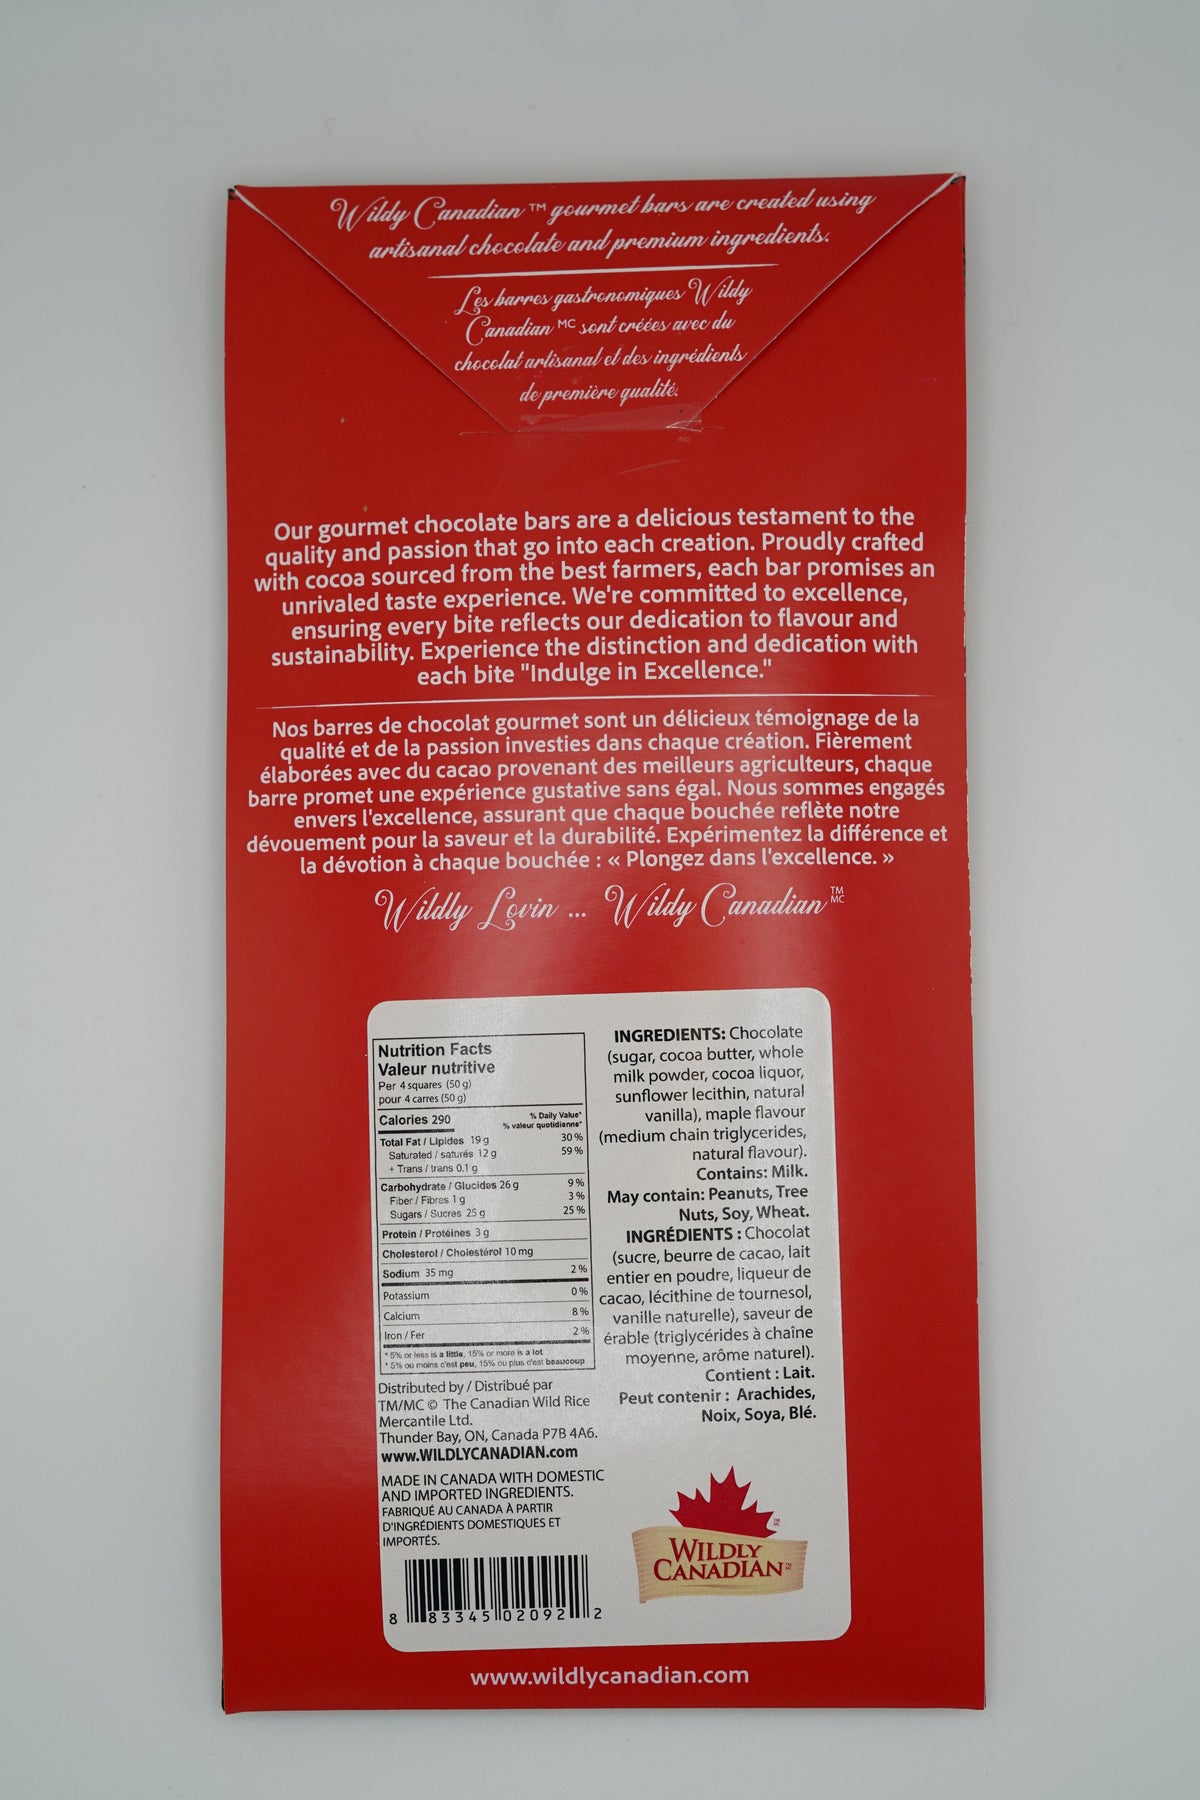 Wildy Canadian ™ gourmet bars are created using
artisanal chocolate and premium ingredients.
Les barres gastronomiques Wildy
Canadian MC sont créées avec du
chocolat artisanal et des ingrédients
de première qualité.
Our gourmet chocolate bars are a delicious testament to the
quality and passion that go into each creation. Proudly crafted
with cocoa sourced from the best farmers, each bar promises an
unrivaled taste experience. We're committed to excellence,
ensuring every bite reflects our dedication to flavour and
sustainability. Experience the distinction and dedication with
each bite "Indulge in Excellence."
Nos barres de chocolat gourmet sont un délicieux témoignage de la
qualité et de la passion investies dans chaque création. Fièrement
élaborées avec du cacao provenant des meilleurs agriculteurs, chaque
barre promet une expérience gustative sans égal. Nous sommes engagés
envers l'excellence, assurant que chaque bouchée reflète notre
dévouement pour la saveur et la durabilité. Expérimentez la différence et
la dévotion à chaque bouchée : « Plongez dans l'excellence. »
Wildly Lovin ... Wildy Canadian TM MC
Nutrition Facts
Valeur nutritive
Per 4 squares (50 g)
pour 4 carres (50 g)
Calories 290
% Daily Value*
% valeur quotidienne*
Total Fat / Lipides 19 g 30 %
Saturated / saturés 12 g 59 %
+ Trans / trans 0.1 g
Carbohydrate / Glucides 26 g 9 %
Fiber / Fibres 1 g 3 %
Sugars / Sucres 25 g 25 %
Protein / Protéines 3 g
Cholesterol / Cholestérol 10 mg
Sodium 35 mg 2 %
Potassium 0 %
Calcium 8 %
Iron / Fer 2 %
* 5% or less is a little, 15% or more is a lot
* 5% ou moins c'est peu, 15% ou plus c'est beaucoup
Distributed by / Distribué par
TM/MC © The Canadian Wild Rice
Mercantile Ltd.
Thunder Bay, ON, Canada P7B 4A6.
www.WILDLYCANADIAN.com
MADE IN CANADA WITH DOMESTIC
AND IMPORTED INGREDIENTS.
FABRIQUÉ AU CANADA À PARTIR
D'INGRÉDIENTS DOMESTIQUES ET
IMPORTÉS.
8 83345 02092 2
INGREDIENTS: Chocolate
(sugar, cocoa butter, whole
milk powder, cocoa liquor,
sunflower lecithin, natural
vanilla), maple flavour
(medium chain triglycerides,
natural flavour).
Contains: Milk.
May contain: Peanuts, Tree
Nuts, Soy, Wheat.
INGRÉDIENTS : Chocolat
(sucre, beurre de cacao, lait
entier en poudre, liqueur de
cacao, lécithine de tournesol,
vanille naturelle), saveur de
érable (triglycérides à chaîne
moyenne, arôme naturel).
Contient : Lait.
Peut contenir : Arachides,
Noix, Soya, Blé.
WILDLY
CANADIAN
www.wildlycanadian.com